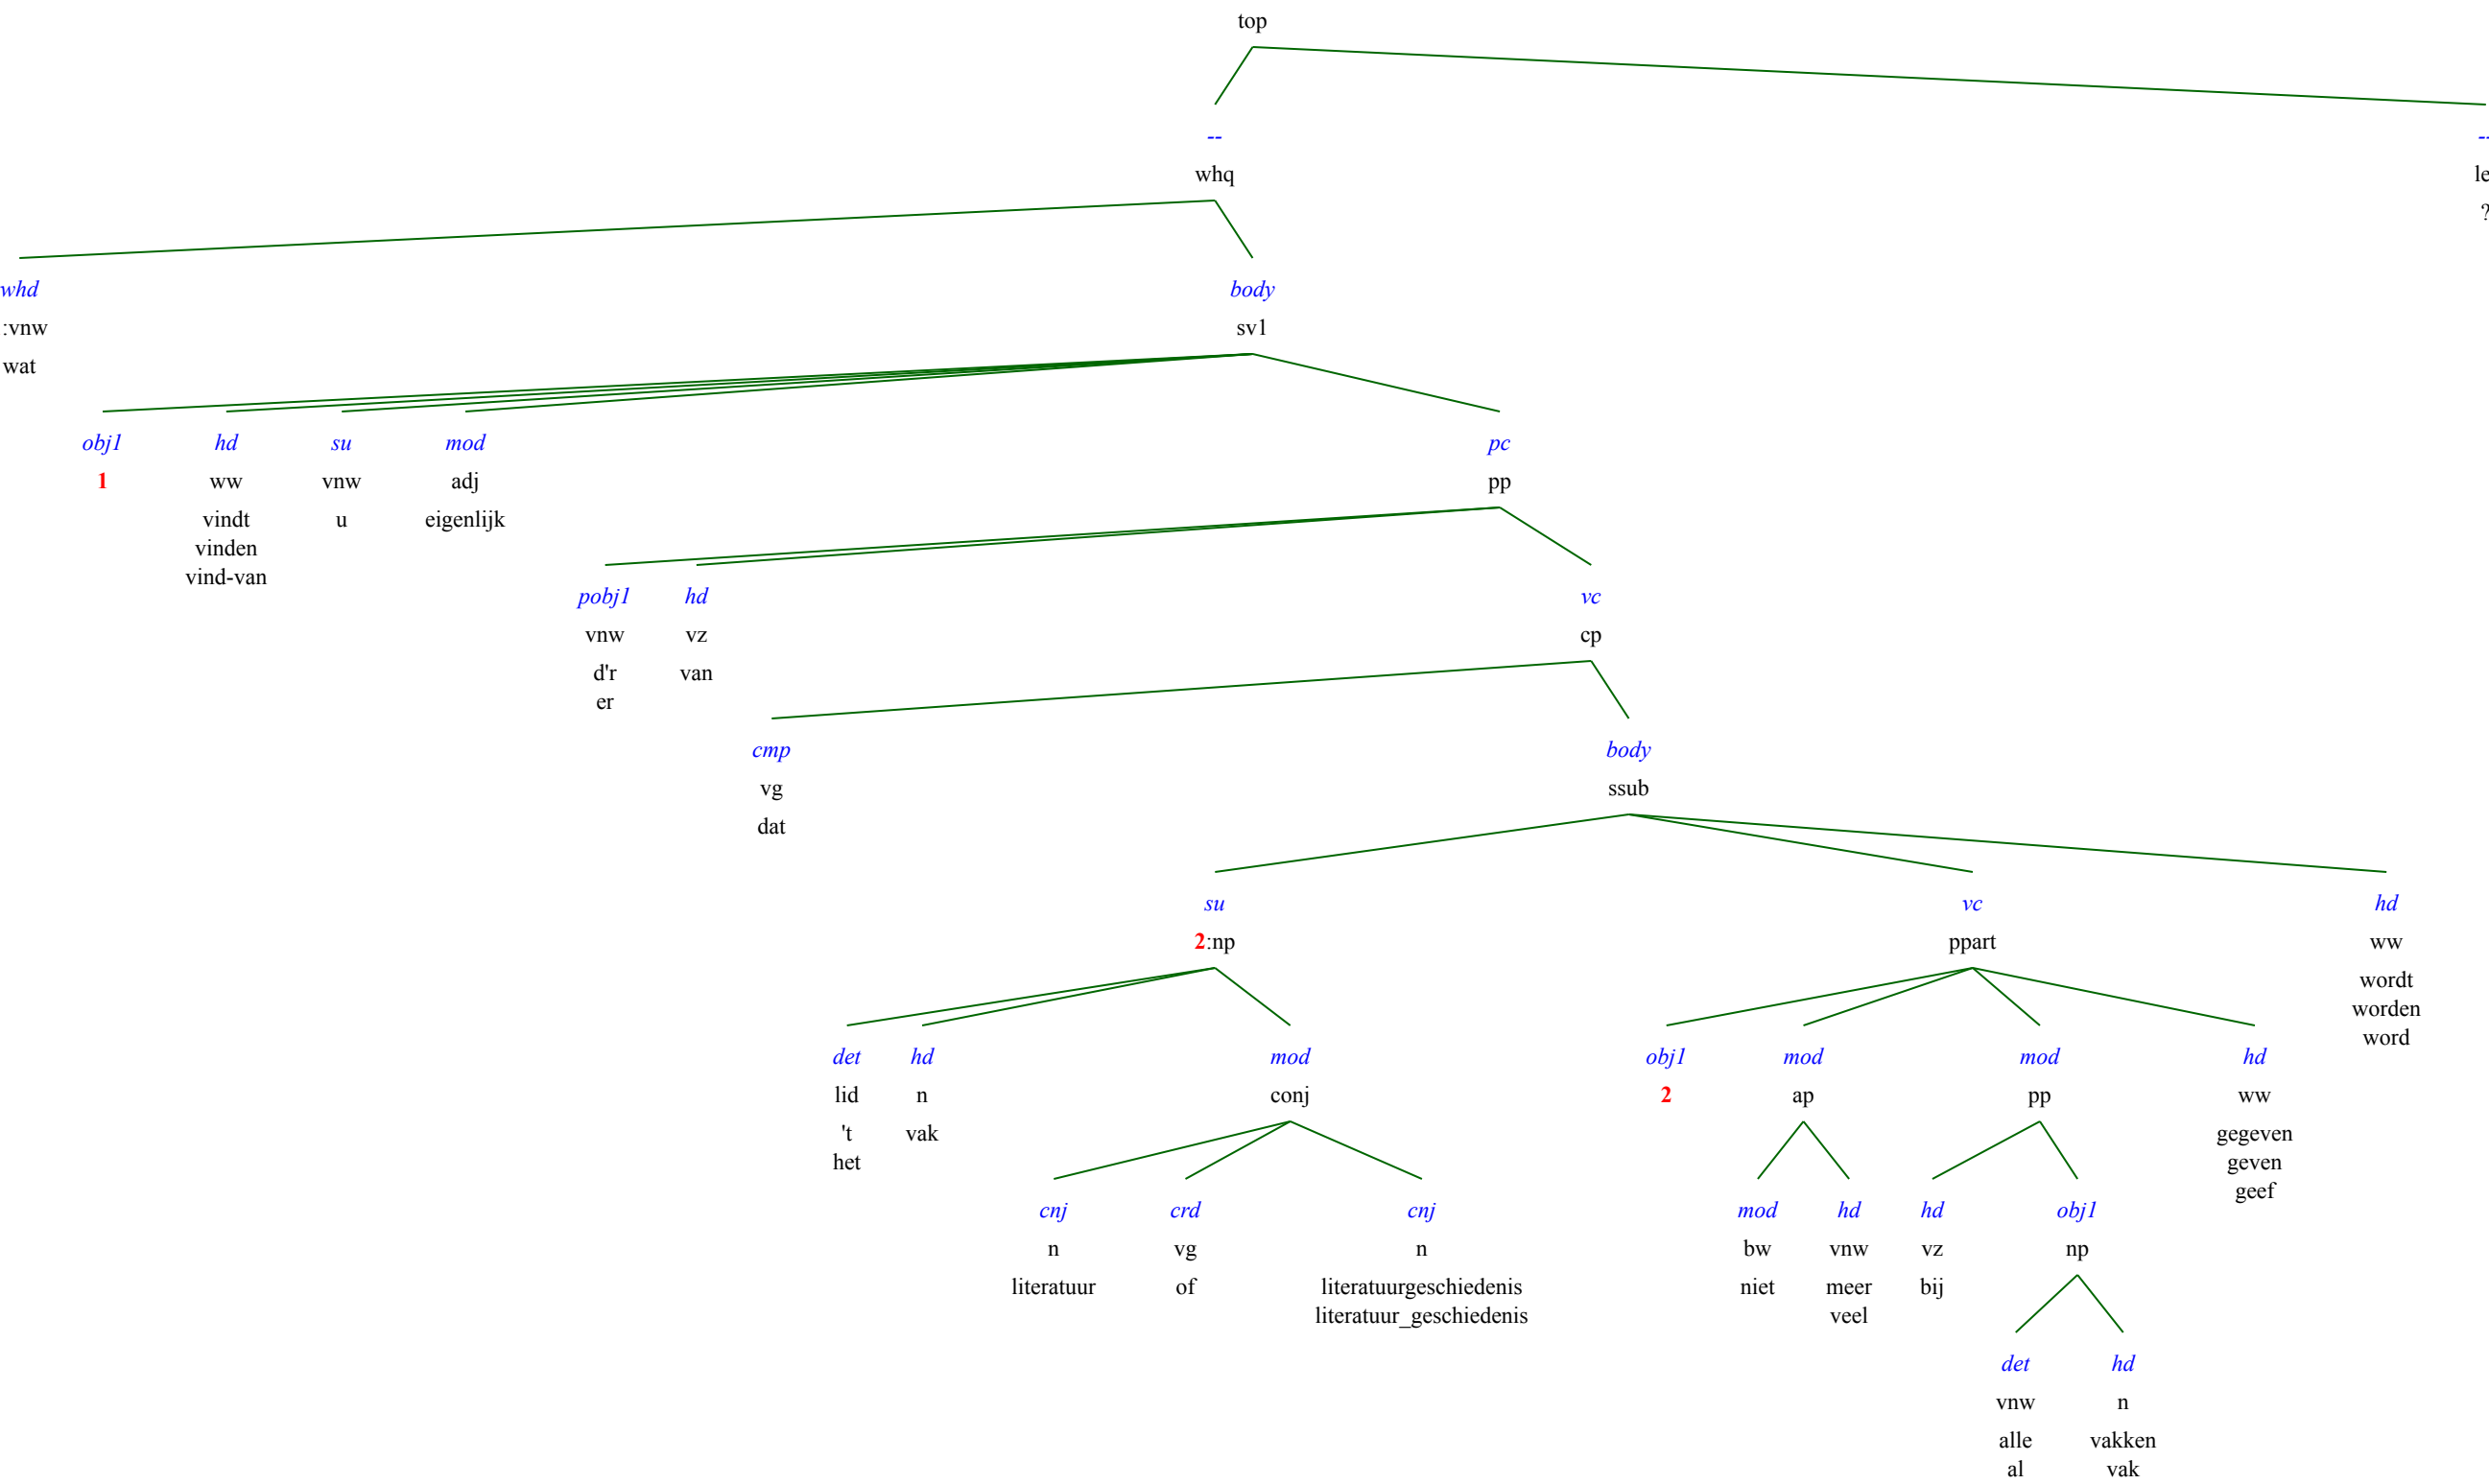 top
-- --
whq le
?
whd body
:vnw sv1
wat
obj1 hd su mod pc
1 ww vnw adj pp
vindt u eigenlijk
vinden
vind-van
pobj1 hd vc
vnw vz cp
d'r van
er
cmp body
vg ssub
dat
su vc hd
2:np ppart ww
wordt
worden
word
det hd mod obj1 mod mod hd
lid n conj 2 ap pp ww
't vak gegeven
het geven
geef
cnj crd cnj mod hd hd obj1
n vg n bw vnw vz np
literatuur of literatuurgeschiedenis niet meer bij
literatuur_geschiedenis veel
det hd
vnw n
alle vakken
al vak